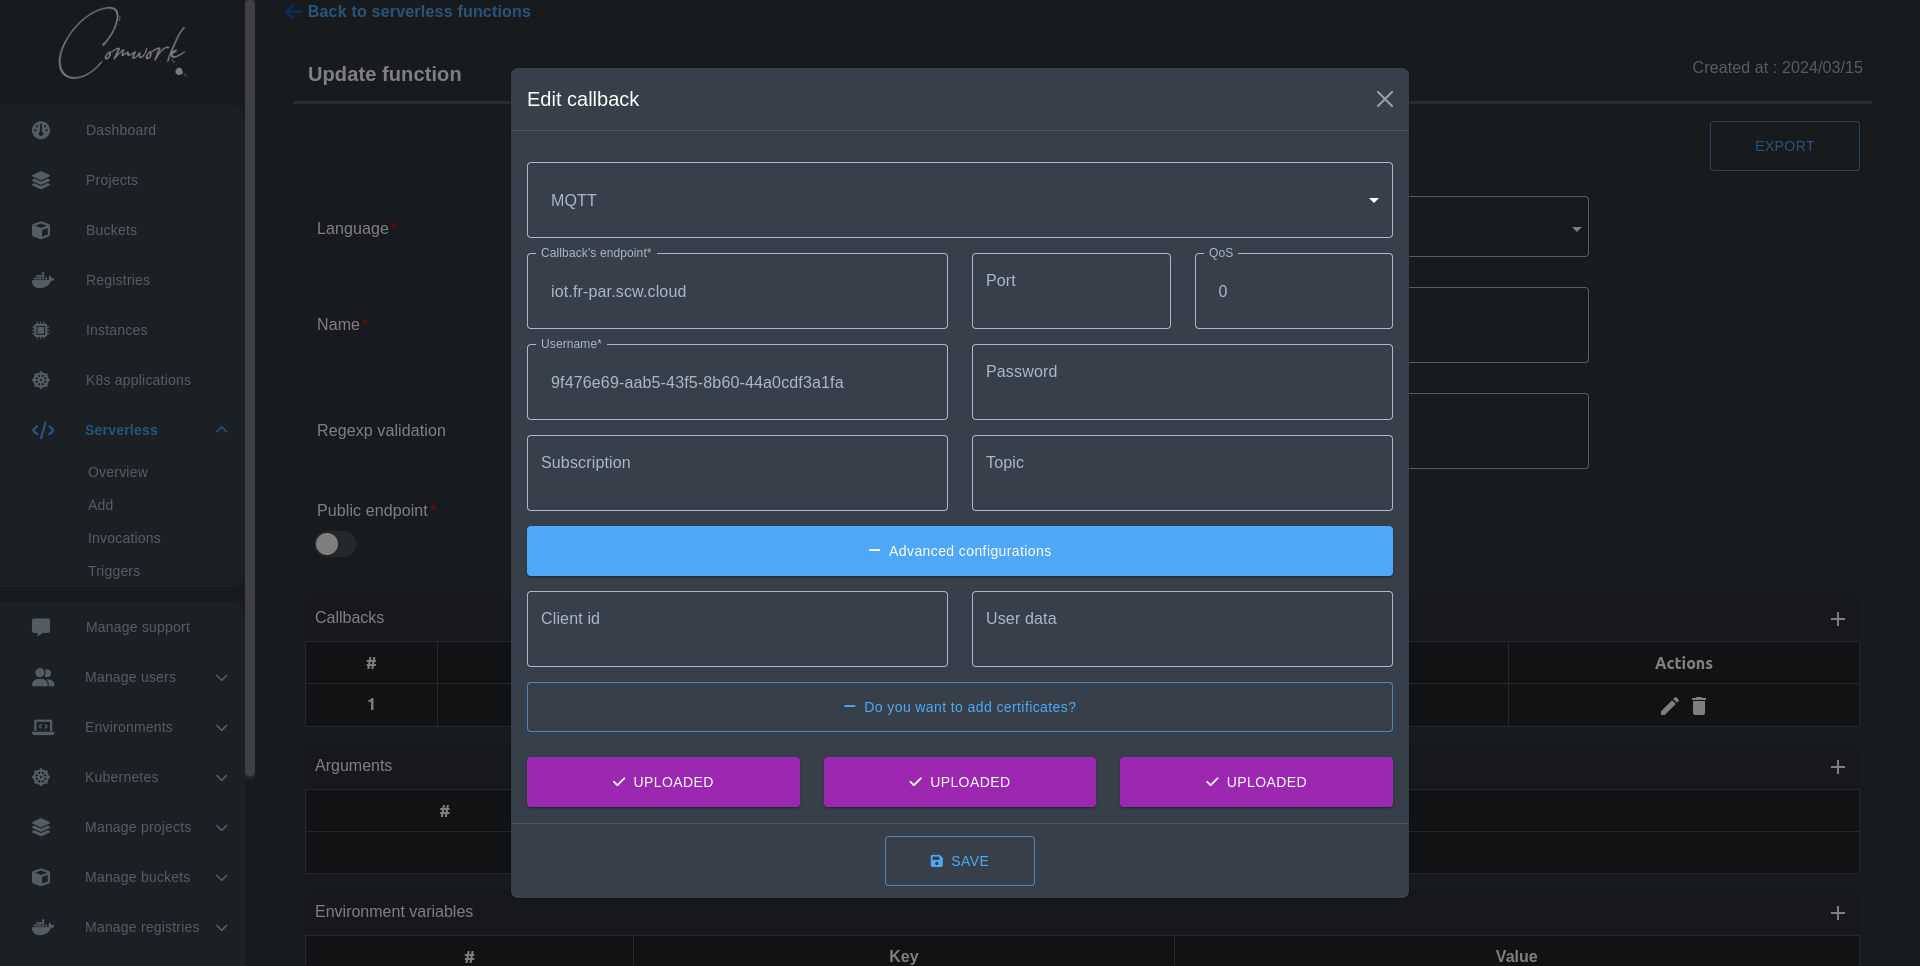 Back to serverless functions
Comwork
Update function
Created at : 2024/03/15
Edit callback
EXPORT
Dashboard
Projects
Buckets
Registries
Instances
K8s applications
Serverless
Overview
Add
Invocations
Triggers
Manage support
Manage users
Environments
Kubernetes
Manage projects
Manage buckets
Manage registries
Language*
Name*
Regexp validation
Public endpoint*
MQTT
Callback's endpoint*
iot.fr-par.scw.cloud
Port
QoS
0
Username*
9f476e69-aab5-43f5-8b60-44a0cdf3a1fa
Password
Subscription
Topic
Advanced configurations
Client id
User data
Do you want to add certificates?
UPLOADED
UPLOADED
UPLOADED
SAVE
Callbacks
#
Actions
1
Arguments
#
Environment variables
#
Key
Value